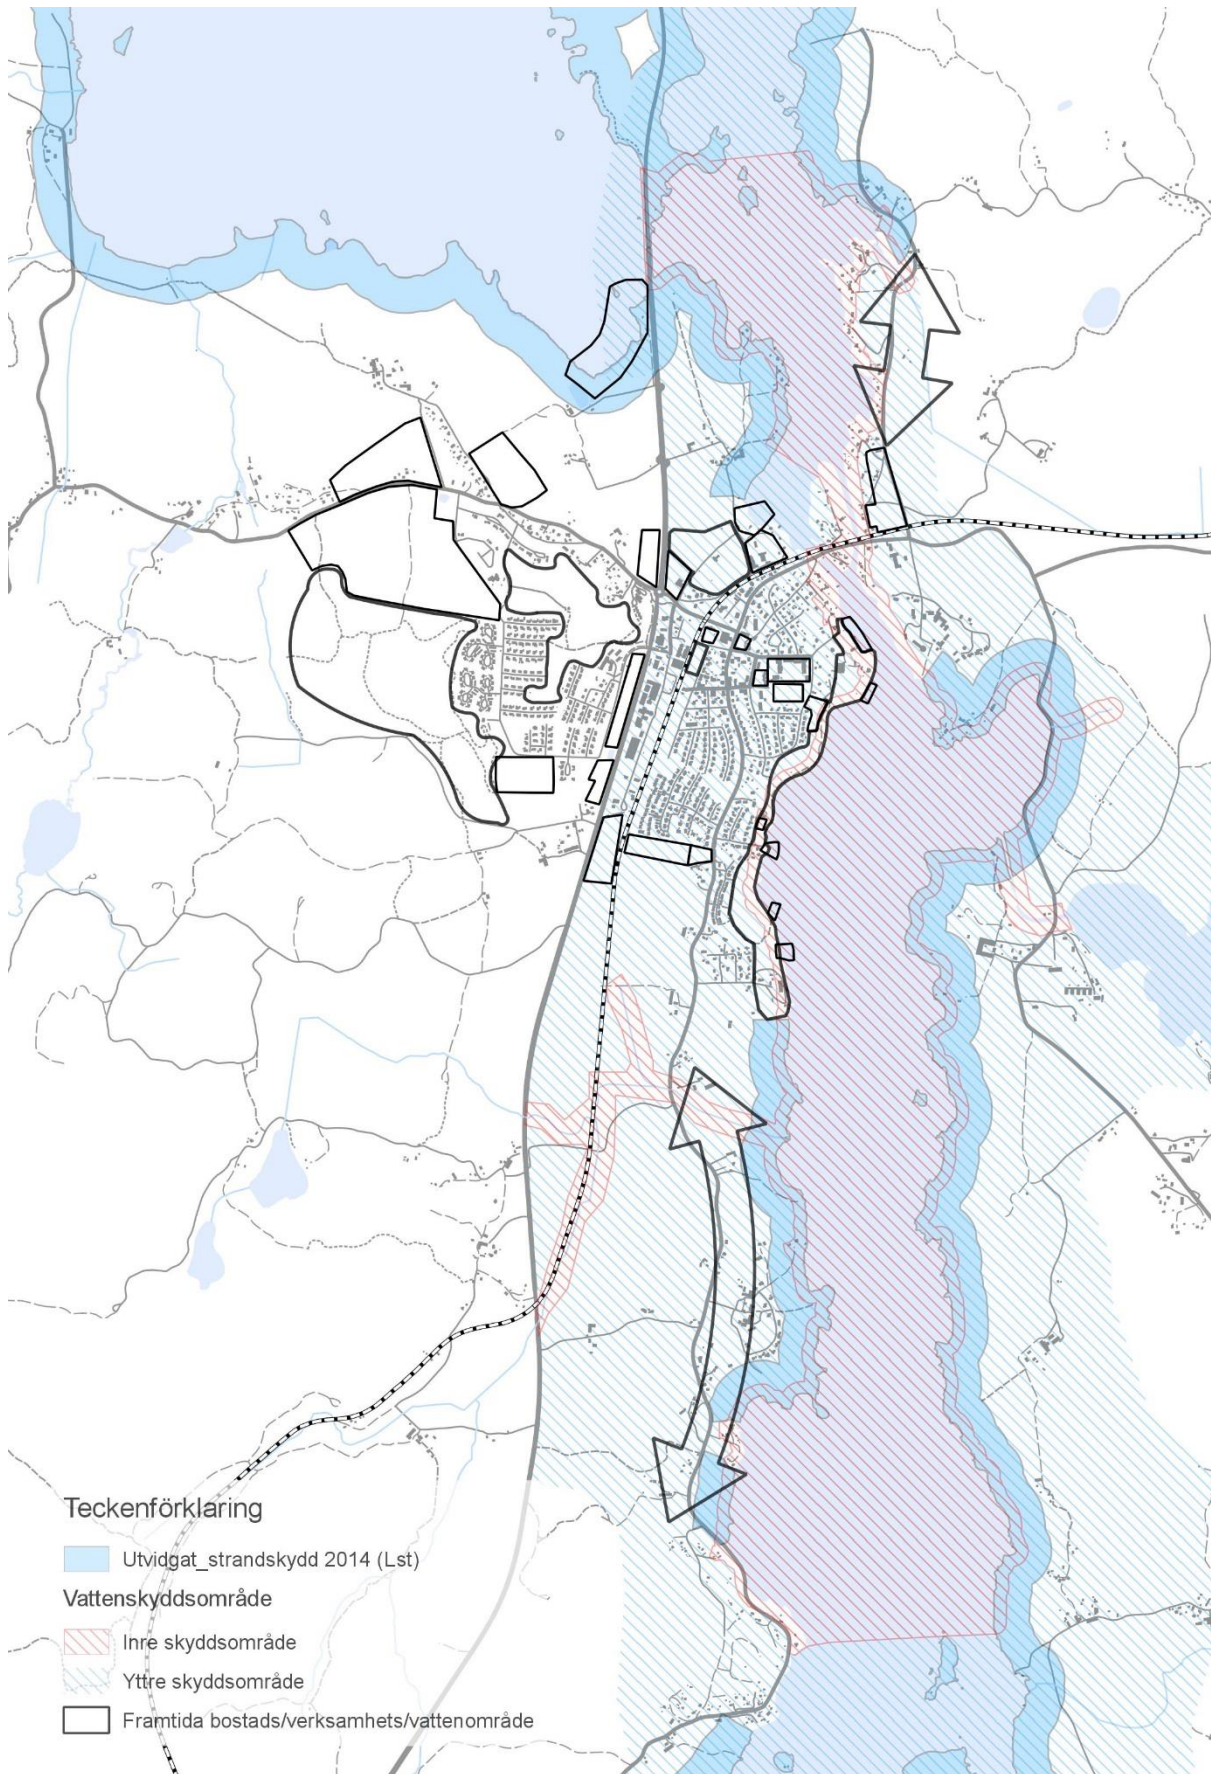 Teckenförklaring
Utvidgat_strandskydd 2014 (Lst)
Vattenskyddsområde
Inre skyddsområde
Yttre skyddsområde
Framtida bostads/verksamhets/vattenområde